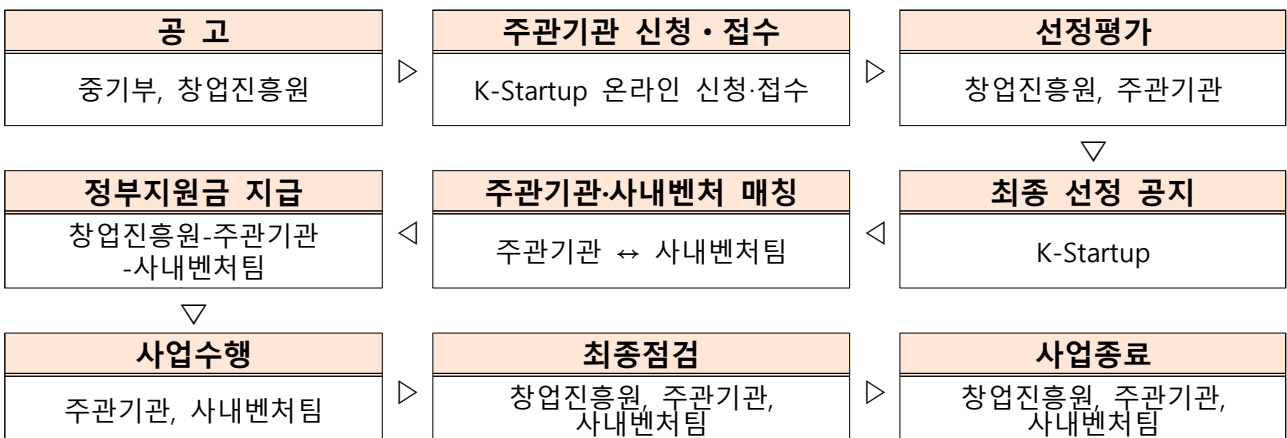 공 고
중기부, 창업진흥원
▷
주관기관 신청·접수
K-Startup 온라인 신청·접수
▷
선정평가
창업진흥원, 주관기관
▽
최종 선정 공지
K-Startup
◁
주관기관·사내벤처 매칭
주관기관 ↔ 사내벤처팀
◁
정부지원금 지급
창업진흥원-주관기관
-사내벤처팀
▽
사업수행
주관기관, 사내벤처팀
▷
최종점검
창업진흥원, 주관기관,
사내벤처팀
▷
사업종료
창업진흥원, 주관기관,
사내벤처팀